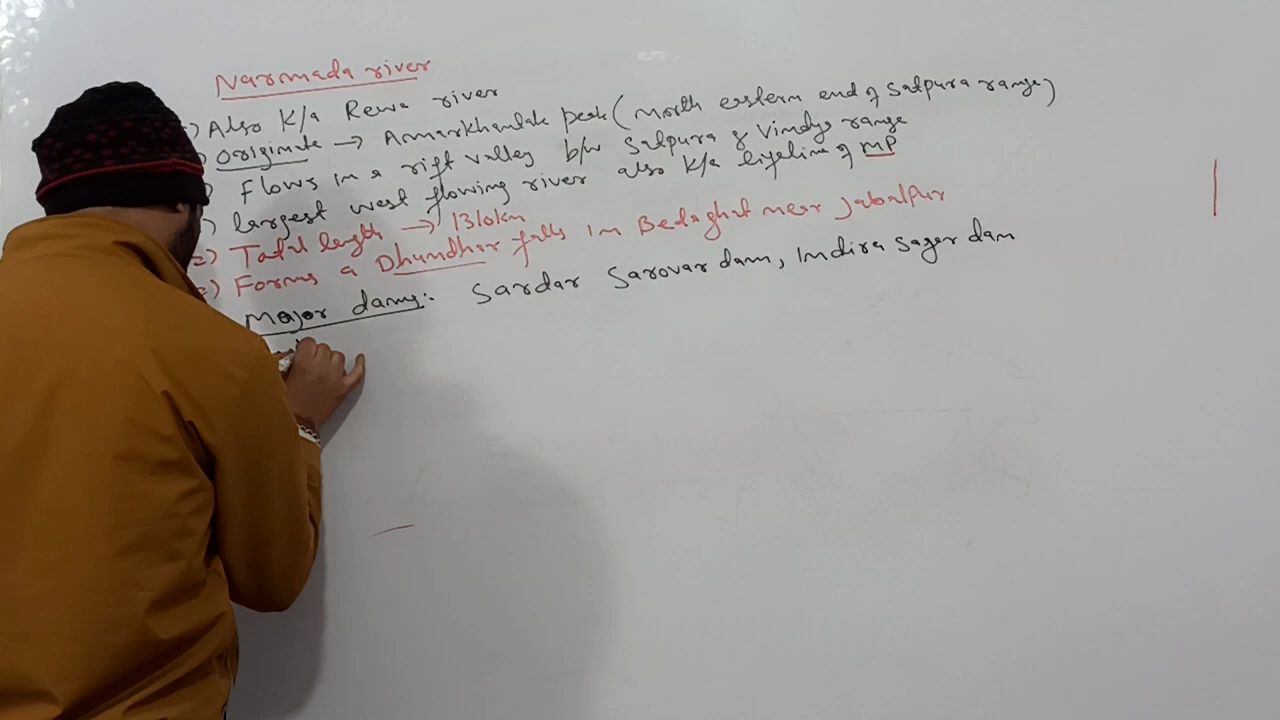 Narmada river
) Also K/a Rewa river
) Originate → Amarkhantak peak (North eastern end of Satpura range)
) Flows in a rift valley b/w Satpura & Vindya range
) largest west flowing river also K/a lifeline of MP
) Total length → 1310km
) Forms a Dhundhar falls in Bedaghat near Jabalpur
Major dams:- Sardar Sarovar dam, Indira Sagar dam